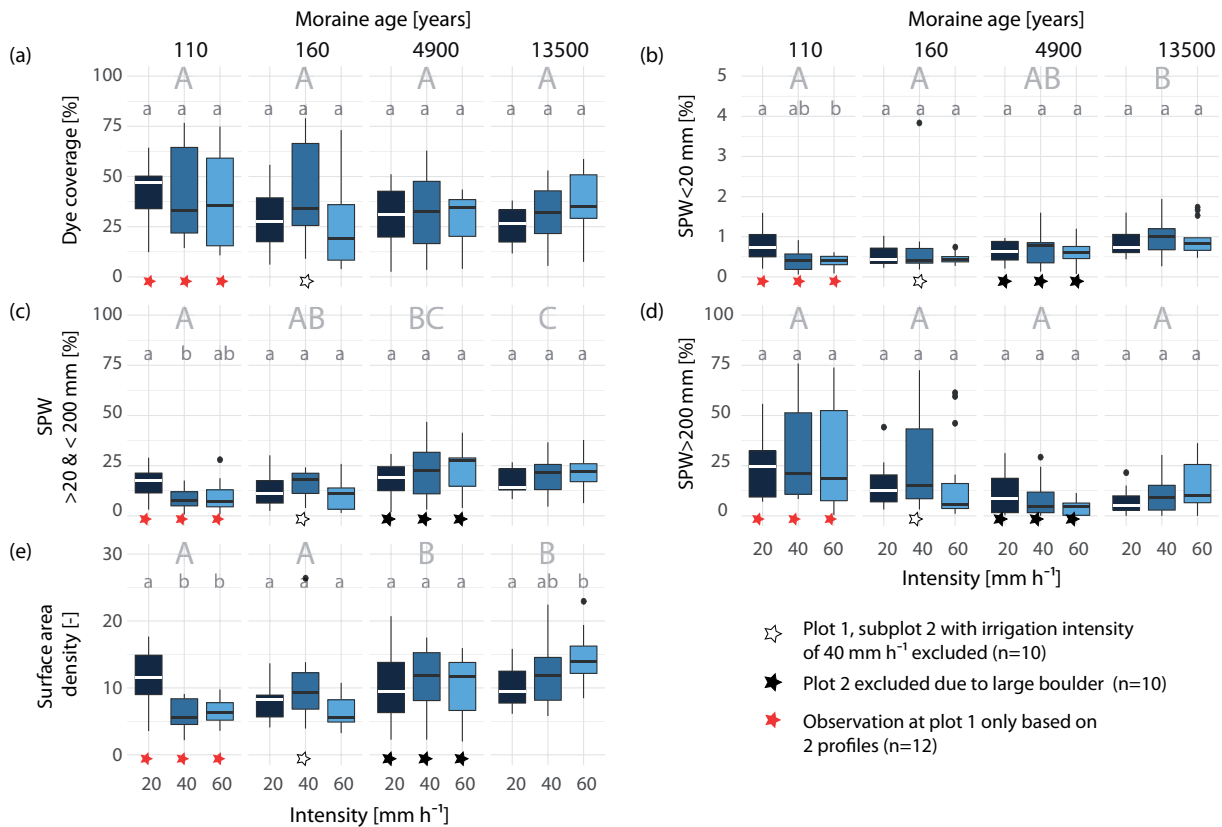 Moraine age [years]
110 160 4900 13500
(a)
A A A A
a a a a a a a a a a a a
100
75
50
25
0
Dye coverage [%]
Moraine age [years]
110 160 4900 13500
(b)
A A AB B
a ab b a a a a a a a a a
5
4
3
2
1
0
SPW<20 mm [%]
(c)
A AB BC C
a b ab a a a a a a a a a
100
75
50
25
0
SPW
>20 & < 200 mm [%]
(d)
A A A A
a a a a a a a a a a a a
100
75
50
25
0
SPW>200 mm [%]
20 40 60 20 40 60 20 40 60 20 40 60
Intensity [mm h⁻¹]
(e)
A A B B
a b b a a a a a a a ab b
30
20
10
0
Surface area
density [-]
20 40 60 20 40 60 20 40 60 20 40 60
Intensity [mm h⁻¹]
Plot 1, subplot 2 with irrigation intensity
of 40 mm h⁻¹ excluded (n=10)
Plot 2 excluded due to large boulder (n=10)
Observation at plot 1 only based on
2 profiles (n=12)